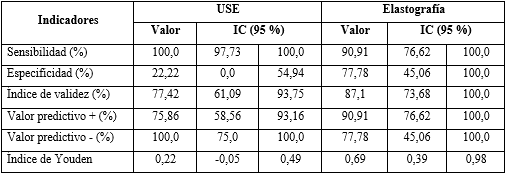 Indicadores USE Elastografía
Valor IC (95 %) Valor IC (95 %)
Sensibilidad (%) 100,0 97,73 100,0 90,91 76,62 100,0
Especificidad (%) 22,22 0,0 54,94 77,78 45,06 100,0
Indice de validez (%) 77,42 61,09 93,75 87,1 73,68 100,0
Valor predictivo + (%) 75,86 58,56 93,16 90,91 76,62 100,0
Valor predictivo - (%) 100,0 75,0 100,0 77,78 45,06 100,0
Indice de Youden 0,22 -0,05 0,49 0,69 0,39 0,98